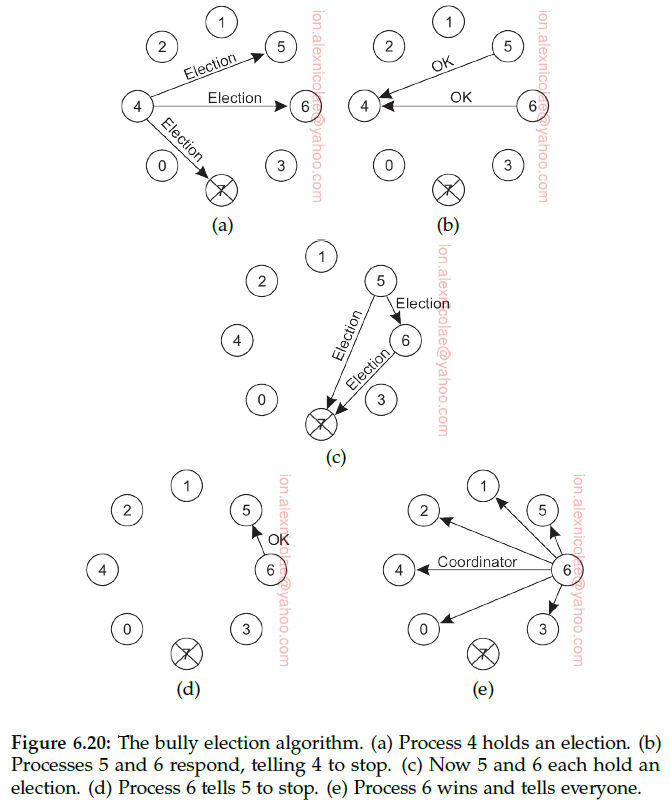 1
2
5
Election
4
Election
6
Election
0
3
7
ion.alexnicolae@yahoo.com
(a)
1
2
5
OK
4
OK
6
0
3
7
ion.alexnicolae@yahoo.com
(b)
1
2
5
Election
4
6
Election
Election
0
3
7
ion.alexnicolae@yahoo.com
(c)
1
2
5
OK
4
6
0
3
7
ion.alexnicolae@yahoo.com
(d)
1
2
5
4
Coordinator
6
0
3
7
ion.alexnicolae@yahoo.com
(e)
Figure 6.20: The bully election algorithm. (a) Process 4 holds an election. (b)
Processes 5 and 6 respond, telling 4 to stop. (c) Now 5 and 6 each hold an
election. (d) Process 6 tells 5 to stop. (e) Process 6 wins and tells everyone.